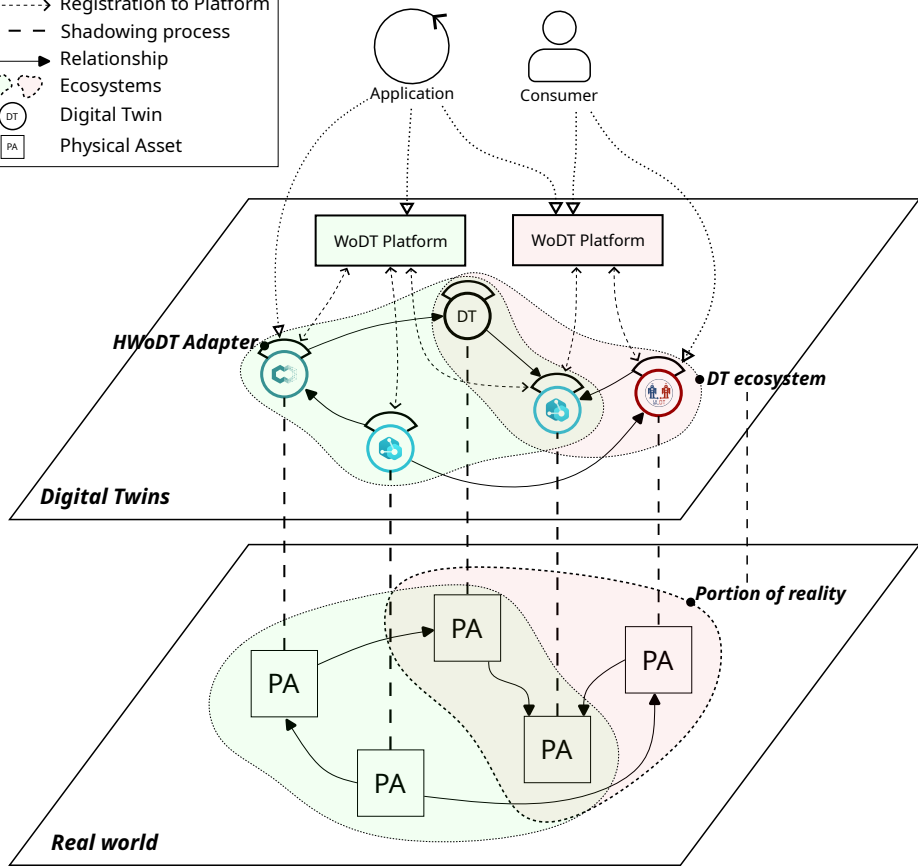 Registration to Platform
Shadowing process
Relationship
Ecosystems
DT
Digital Twin
PA
Physical Asset
Application
Consumer
WoDT Platform
WoDT Platform
HWoDT Adapter
DT
DT ecosystem
Digital Twins
Portion of reality
PA
PA
PA
PA
PA
Real world